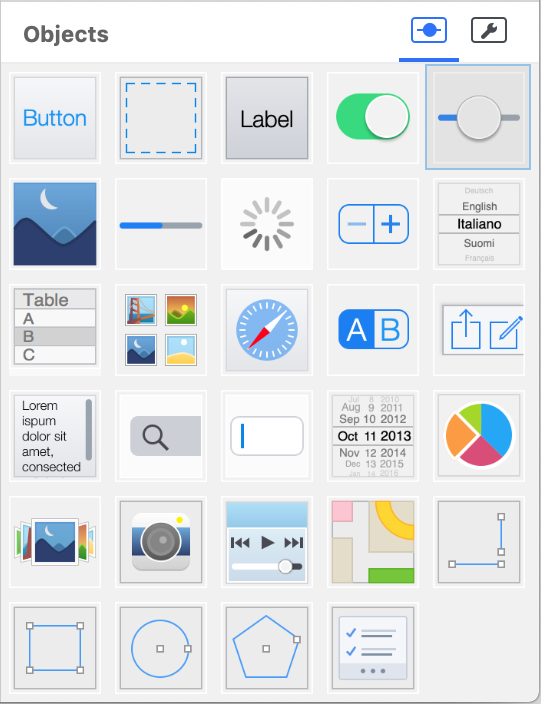 Objects
Button
Label
Deutsch
English
Italiano
Suomi
Français
Table
A
B
C
A B
Lorem
ispum
dolor sit
amet,
consected
Jul 8 2010
Aug 9 2011
Sep 10 2012
Oct 11 2013
Nov 12 2014
Dec 13 2015
Jan 14 2016